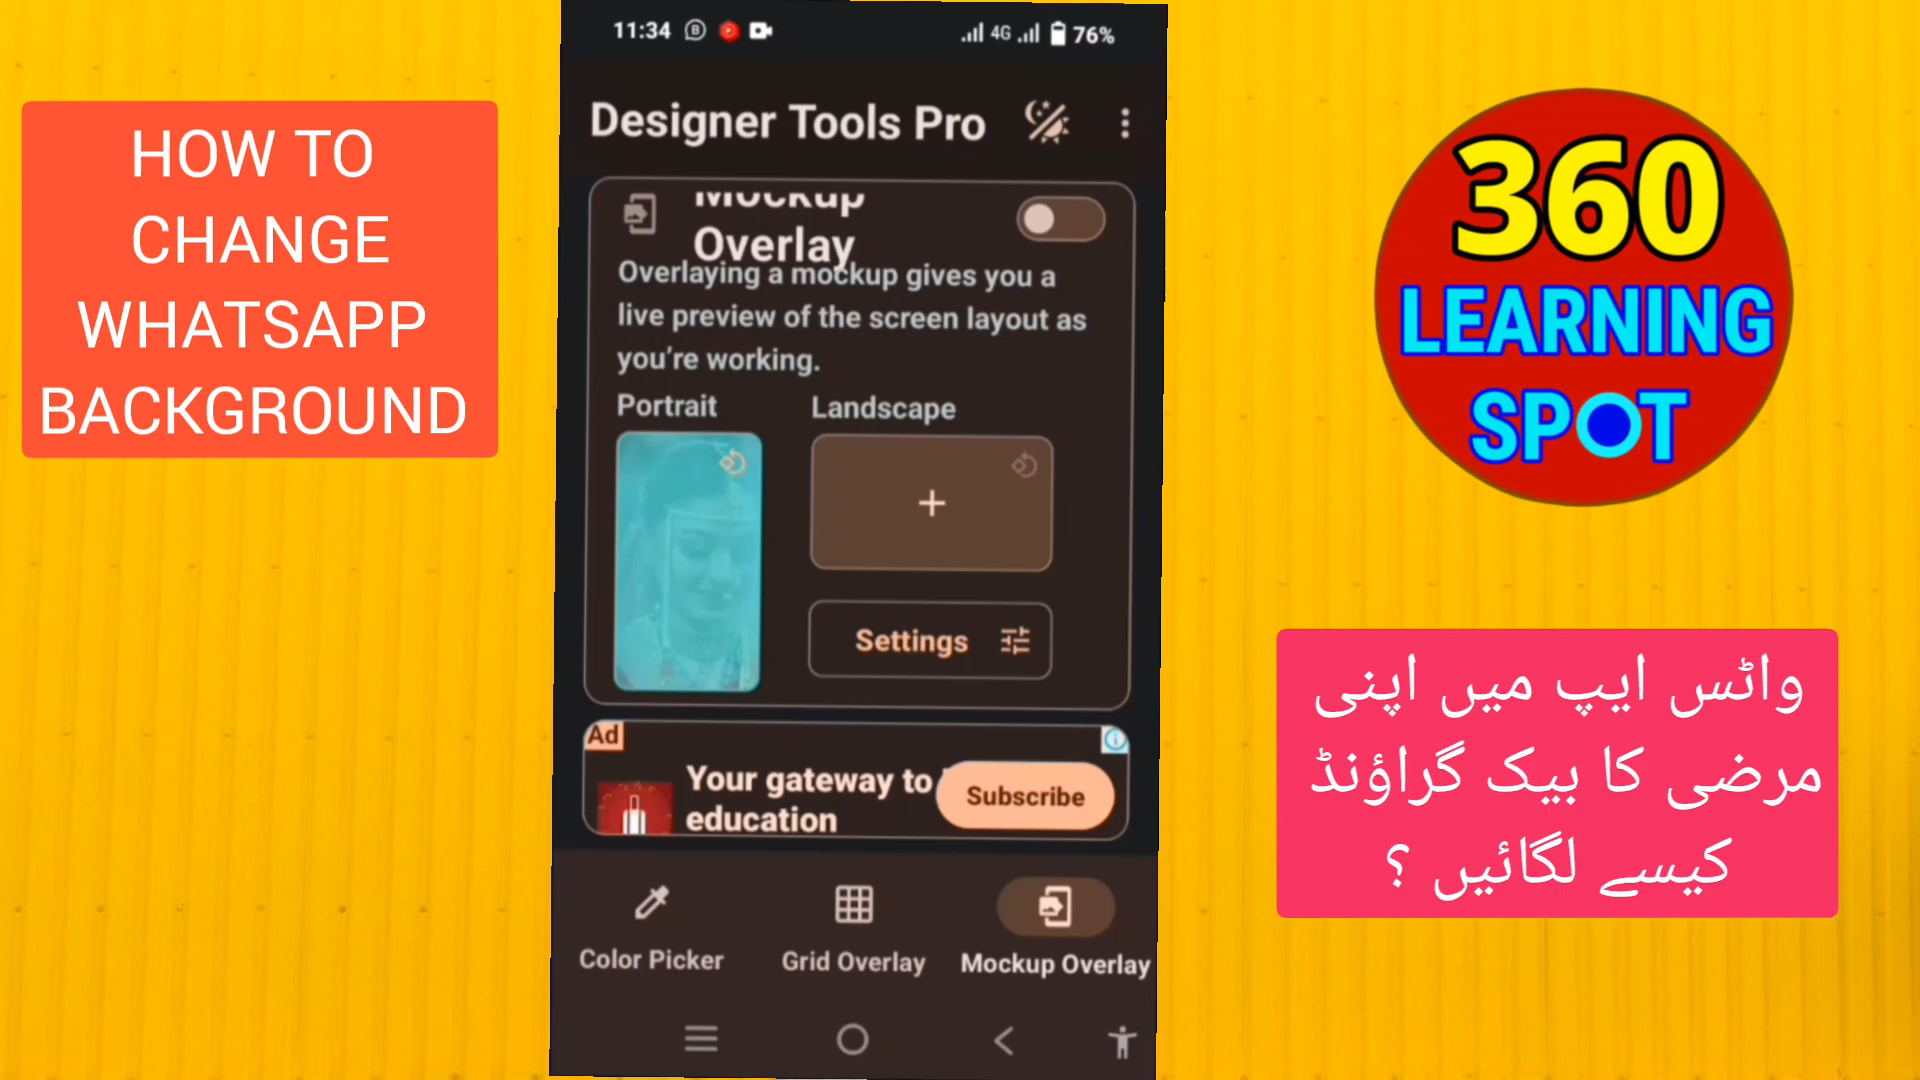 HOW TO
CHANGE
WHATSAPP
BACKGROUND
11:34
4G
76%
Designer Tools Pro
Mockup
Overlay
Overlaying a mockup gives you a
live preview of the screen layout as
you're working.
Portrait
Landscape
+
Settings
Ad
Your gateway to
education
Subscribe
Color Picker
Grid Overlay
Mockup Overlay
360
LEARNING
SPOT
واٹس ایپ میں اپنی
مرضی کا بیک گراؤنڈ
کیسے لگائیں ؟